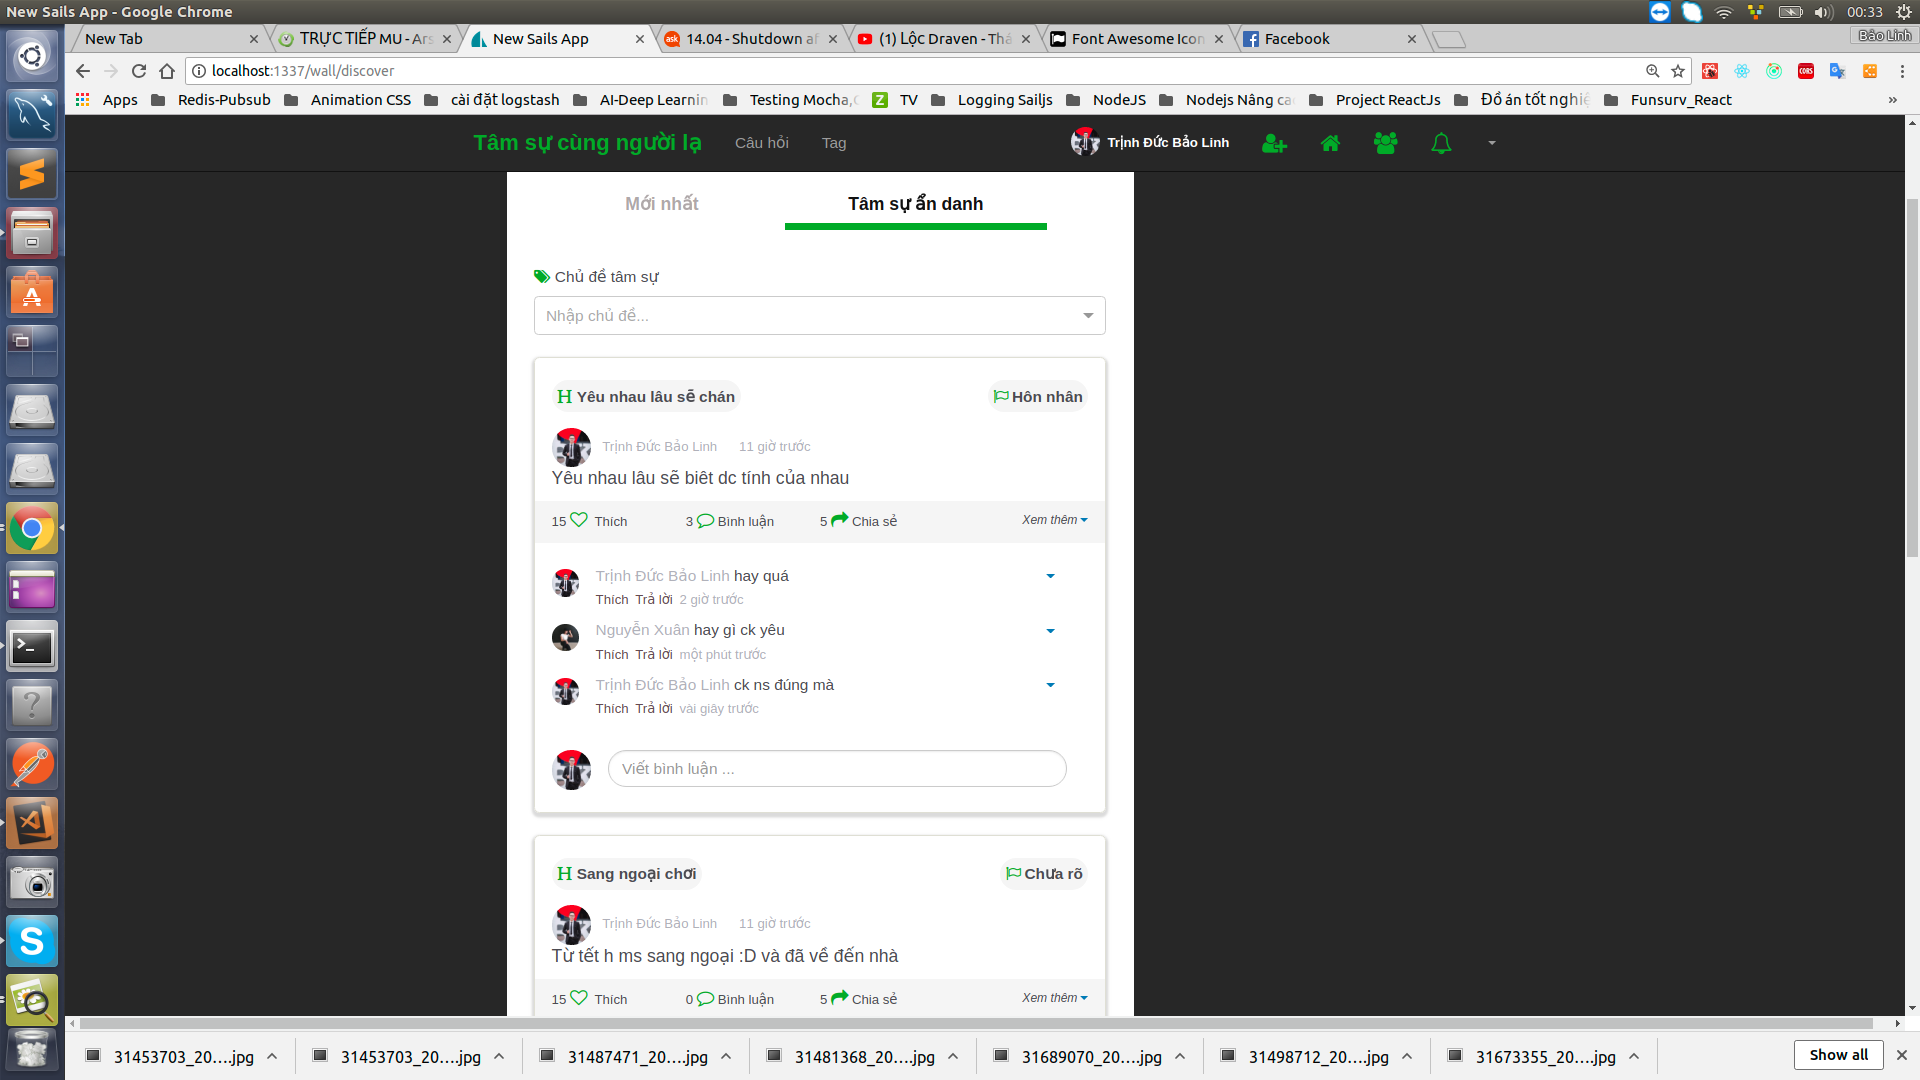 New Sails App - Google Chrome
00:33
New Tab
TRỰC TIẾP MU - Ars
New Sails App
14.04 - Shutdown af
(1) Lộc Draven - Thá
Font Awesome Icon
Facebook
Bảo Linh
localhost:1337/wall/discover
Apps
Redis-Pubsub
Animation CSS
cài đặt logstash
AI-Deep Learnin
Testing Mocha,C
TV
Logging Sailjs
NodeJS
Nodejs Nâng ca
Project ReactJs
Đồ án tốt nghiệ
Funsurv_React
»
Tâm sự cùng người lạ
Câu hỏi
Tag
Trịnh Đức Bảo Linh
Mới nhất
Tâm sự ẩn danh
Chủ đề tâm sự
Nhập chủ đề...
H Yêu nhau lâu sẽ chán
Hôn nhân
Trịnh Đức Bảo Linh 11 giờ trước
Yêu nhau lâu sẽ biêt dc tính của nhau
15 Thích 3 Bình luận 5 Chia sẻ Xem thêm
Trịnh Đức Bảo Linh hay quá
Thích Trả lời 2 giờ trước
Nguyễn Xuân hay gì ck yêu
Thích Trả lời một phút trước
Trịnh Đức Bảo Linh ck ns đúng mà
Thích Trả lời vài giây trước
Viết bình luận ...
H Sang ngoại chơi
Chưa rõ
Trịnh Đức Bảo Linh 11 giờ trước
Từ tết h ms sang ngoại :D và đã về đến nhà
15 Thích 0 Bình luận 5 Chia sẻ Xem thêm
31453703_20....jpg
31453703_20....jpg
31487471_20....jpg
31481368_20....jpg
31689070_20....jpg
31498712_20....jpg
31673355_20....jpg
Show all